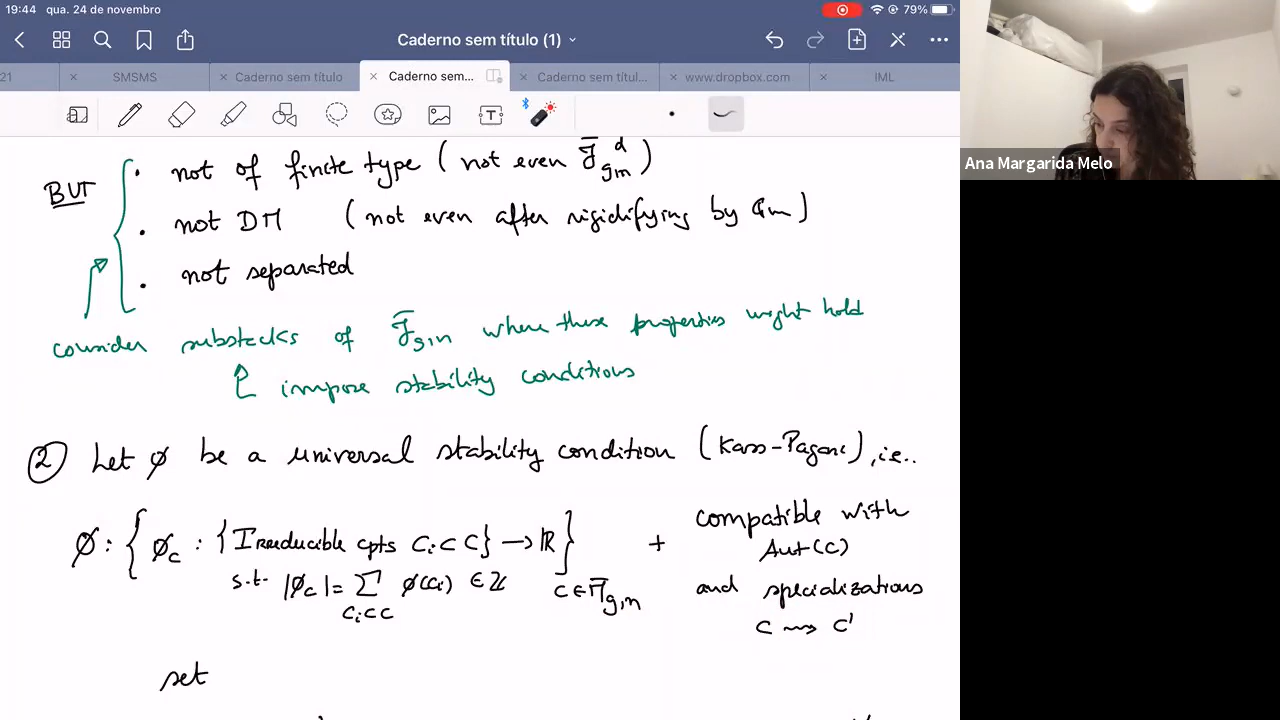 19:44 qua. 24 de novembro
79%
Caderno sem título (1)
21
SMSMS
Caderno sem título
Caderno sem...
Caderno sem títul...
www.dropbox.com
IML
Ana Margarida Melo
BUT
· not of finite type (not even J̄_{g,n}^d)
· not DM (not even after rigidifying by Gm)
· not separated
consider substacks of J̄_{g,n} where these properties might hold
impose stability conditions
② Let ϕ be a universal stability condition (Kass-Pagani), i.e..
ϕ : { ϕ_C : {Irreducible cpts C_i ⊂ C} → ℝ } + compatible with
Aut(C)
s.t. |ϕ_C| = ∑_{C_i ⊂ C} ϕ(C_i) ∈ ℤ C ∈ M̄_{g,n} and specializations
C ⇝ C'
set